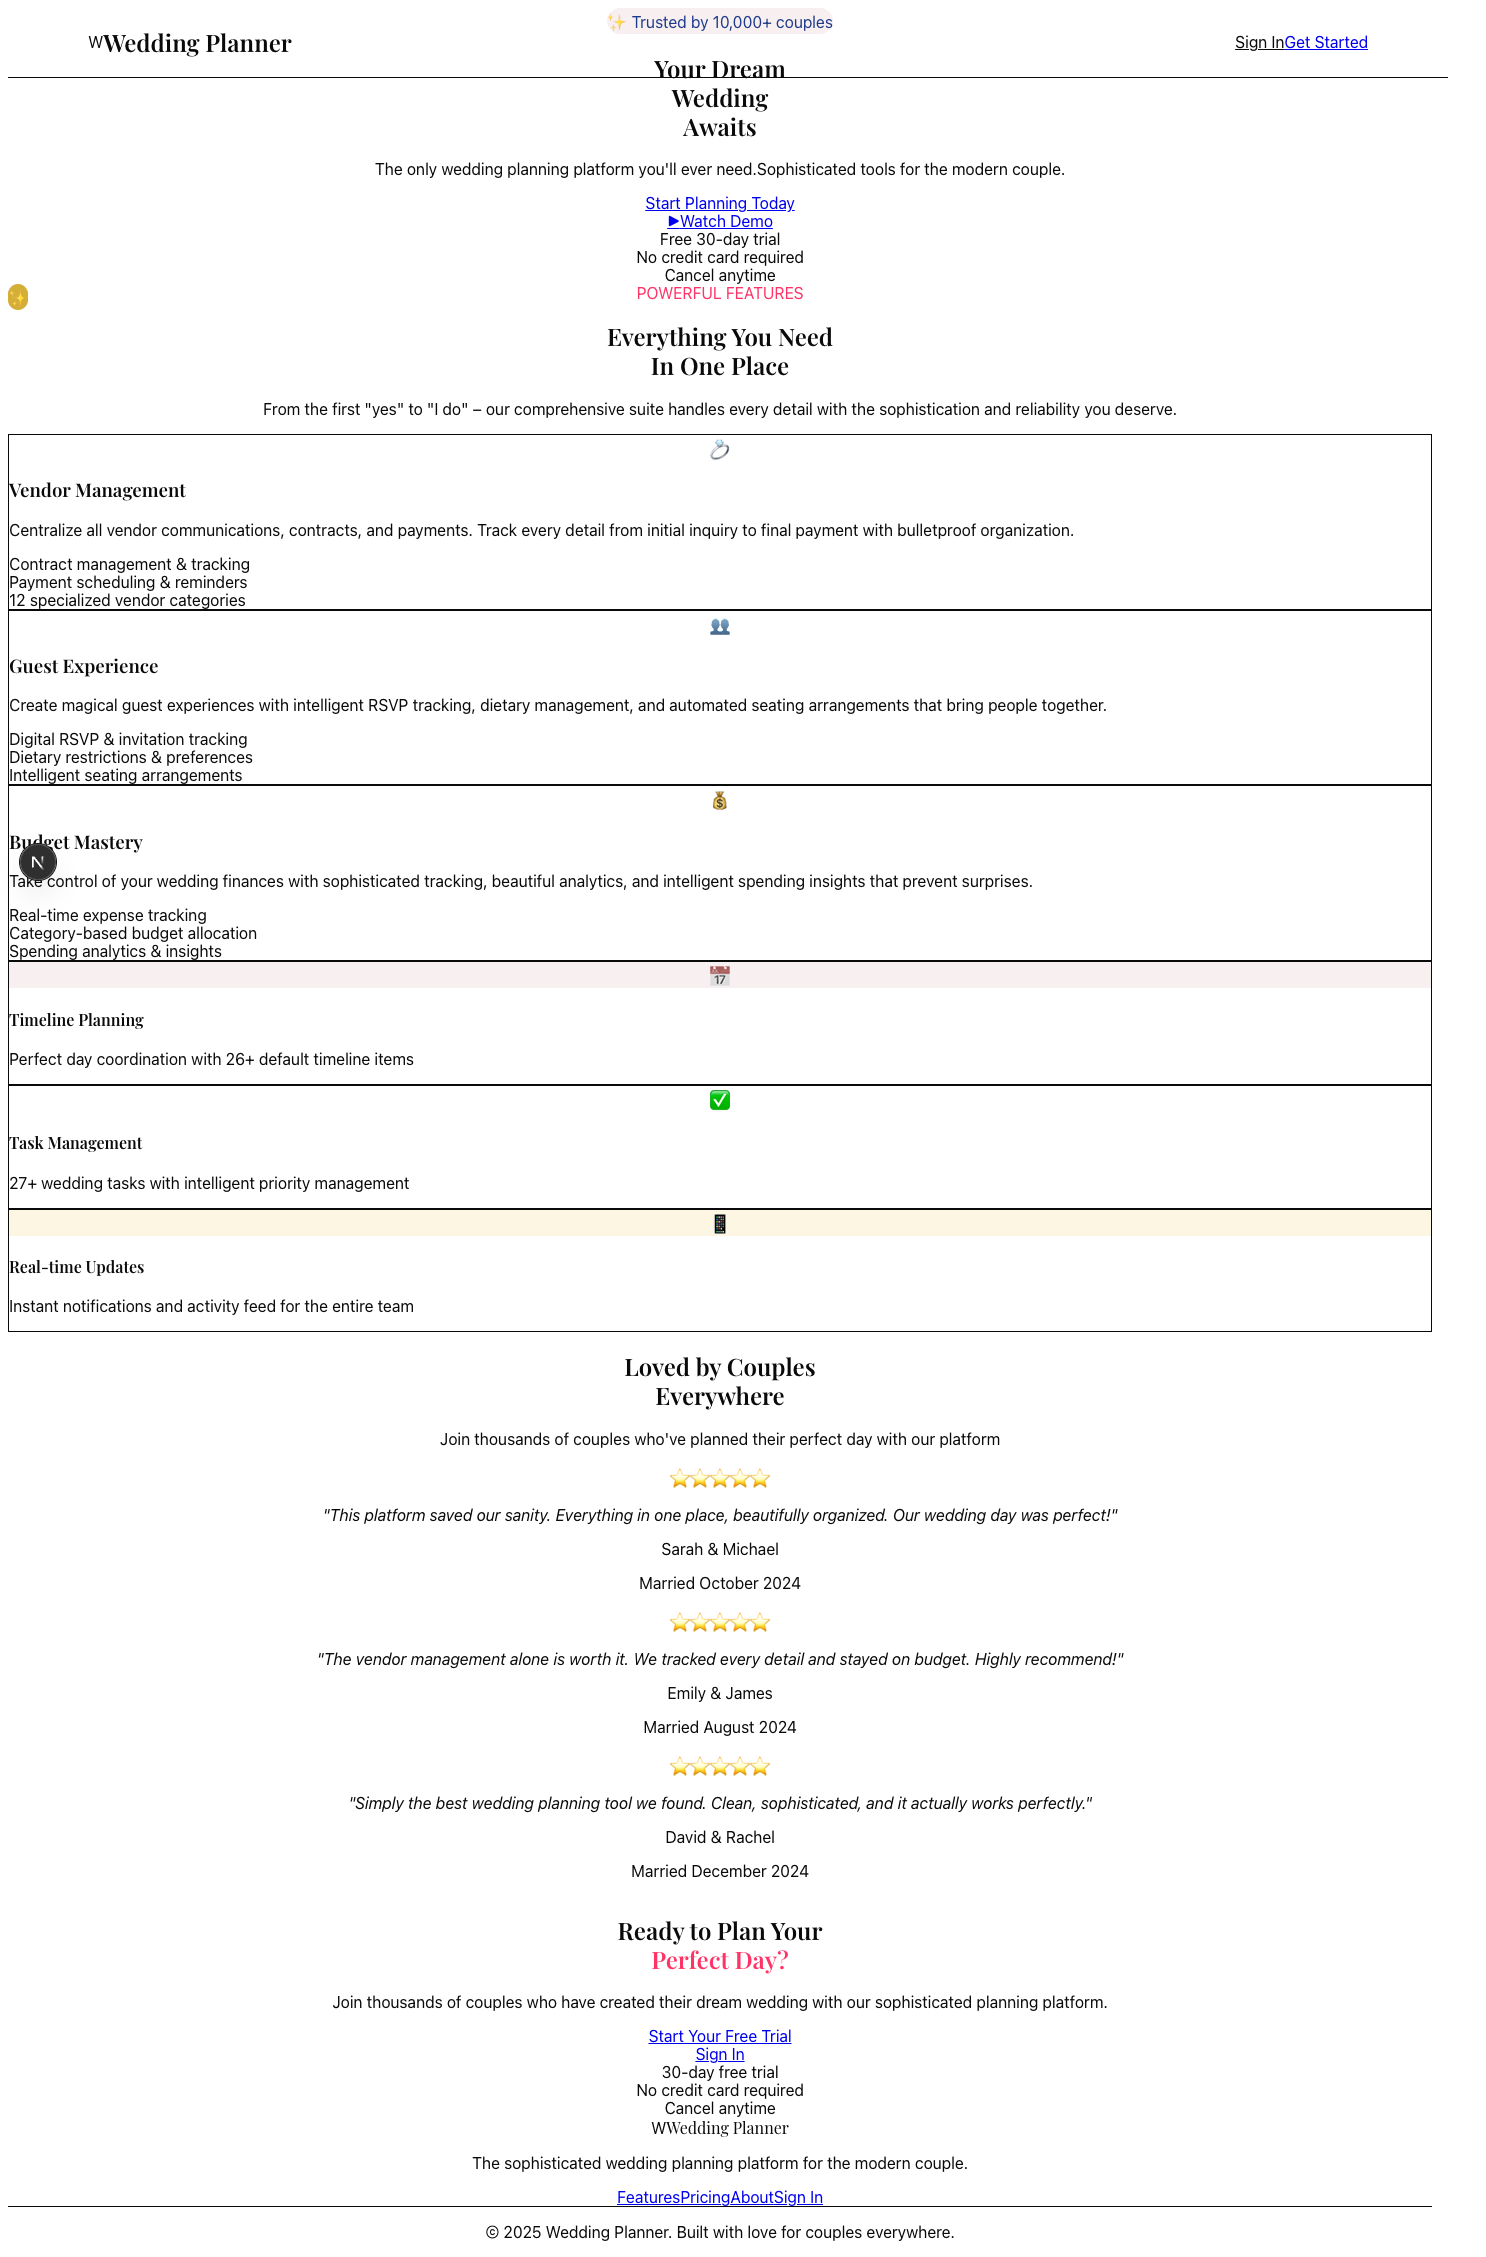 ✨ Trusted by 10,000+ couples
WWedding Planner
Sign InGet Started
Your Dream
Wedding
Awaits
The only wedding planning platform you'll ever need.Sophisticated tools for the modern couple.
Start Planning Today
▶Watch Demo
Free 30-day trial
No credit card required
Cancel anytime
POWERFUL FEATURES
Everything You Need
In One Place
From the first "yes" to "I do" – our comprehensive suite handles every detail with the sophistication and reliability you deserve.
Vendor Management
Centralize all vendor communications, contracts, and payments. Track every detail from initial inquiry to final payment with bulletproof organization.
Contract management & tracking
Payment scheduling & reminders
12 specialized vendor categories
Guest Experience
Create magical guest experiences with intelligent RSVP tracking, dietary management, and automated seating arrangements that bring people together.
Digital RSVP & invitation tracking
Dietary restrictions & preferences
Intelligent seating arrangements
Budget Mastery
N
Take control of your wedding finances with sophisticated tracking, beautiful analytics, and intelligent spending insights that prevent surprises.
Real-time expense tracking
Category-based budget allocation
Spending analytics & insights
17
Timeline Planning
Perfect day coordination with 26+ default timeline items
Task Management
27+ wedding tasks with intelligent priority management
Real-time Updates
Instant notifications and activity feed for the entire team
Loved by Couples
Everywhere
Join thousands of couples who've planned their perfect day with our platform
"This platform saved our sanity. Everything in one place, beautifully organized. Our wedding day was perfect!"
Sarah & Michael
Married October 2024
"The vendor management alone is worth it. We tracked every detail and stayed on budget. Highly recommend!"
Emily & James
Married August 2024
"Simply the best wedding planning tool we found. Clean, sophisticated, and it actually works perfectly."
David & Rachel
Married December 2024
Ready to Plan Your
Perfect Day?
Join thousands of couples who have created their dream wedding with our sophisticated planning platform.
Start Your Free Trial
Sign In
30-day free trial
No credit card required
Cancel anytime
WWedding Planner
The sophisticated wedding planning platform for the modern couple.
FeaturesPricingAboutSign In
© 2025 Wedding Planner. Built with love for couples everywhere.